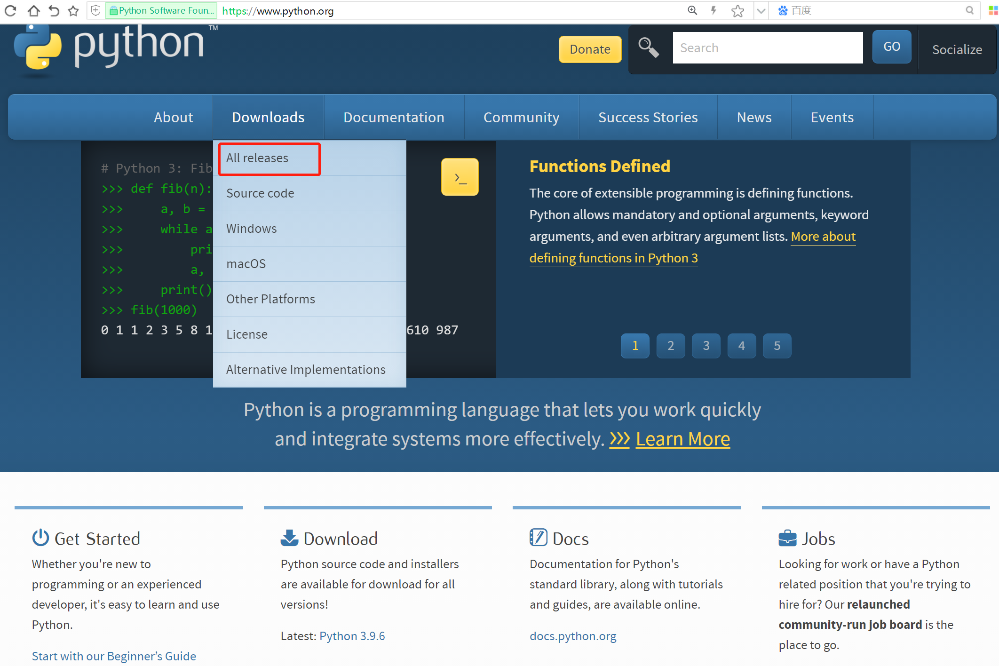 Python Software Foun... https://www.python.org 百度
python™
Donate Search GO Socialize
About Downloads Documentation Community Success Stories News Events
All releases
Source code
Windows
macOS
Other Platforms
License
Alternative Implementations
# Python 3: Fib
>>> def fib(n):
>>> a, b =
>>> while a
>>> pri
>>> a,
>>> print()
>>> fib(1000)
0 1 1 2 3 5 8 1 610 987
>_
Functions Defined
The core of extensible programming is defining functions.
Python allows mandatory and optional arguments, keyword
arguments, and even arbitrary argument lists. More about
defining functions in Python 3
1 2 3 4 5
Python is a programming language that lets you work quickly
and integrate systems more effectively. >>> Learn More
Get Started
Whether you're new to
programming or an experienced
developer, it's easy to learn and use
Python.
Start with our Beginner’s Guide
Download
Python source code and installers
are available for download for all
versions!
Latest: Python 3.9.6
Docs
Documentation for Python's
standard library, along with tutorials
and guides, are available online.
docs.python.org
Jobs
Looking for work or have a Python
related position that you're trying to
hire for? Our relaunched
community-run job board is the
place to go.